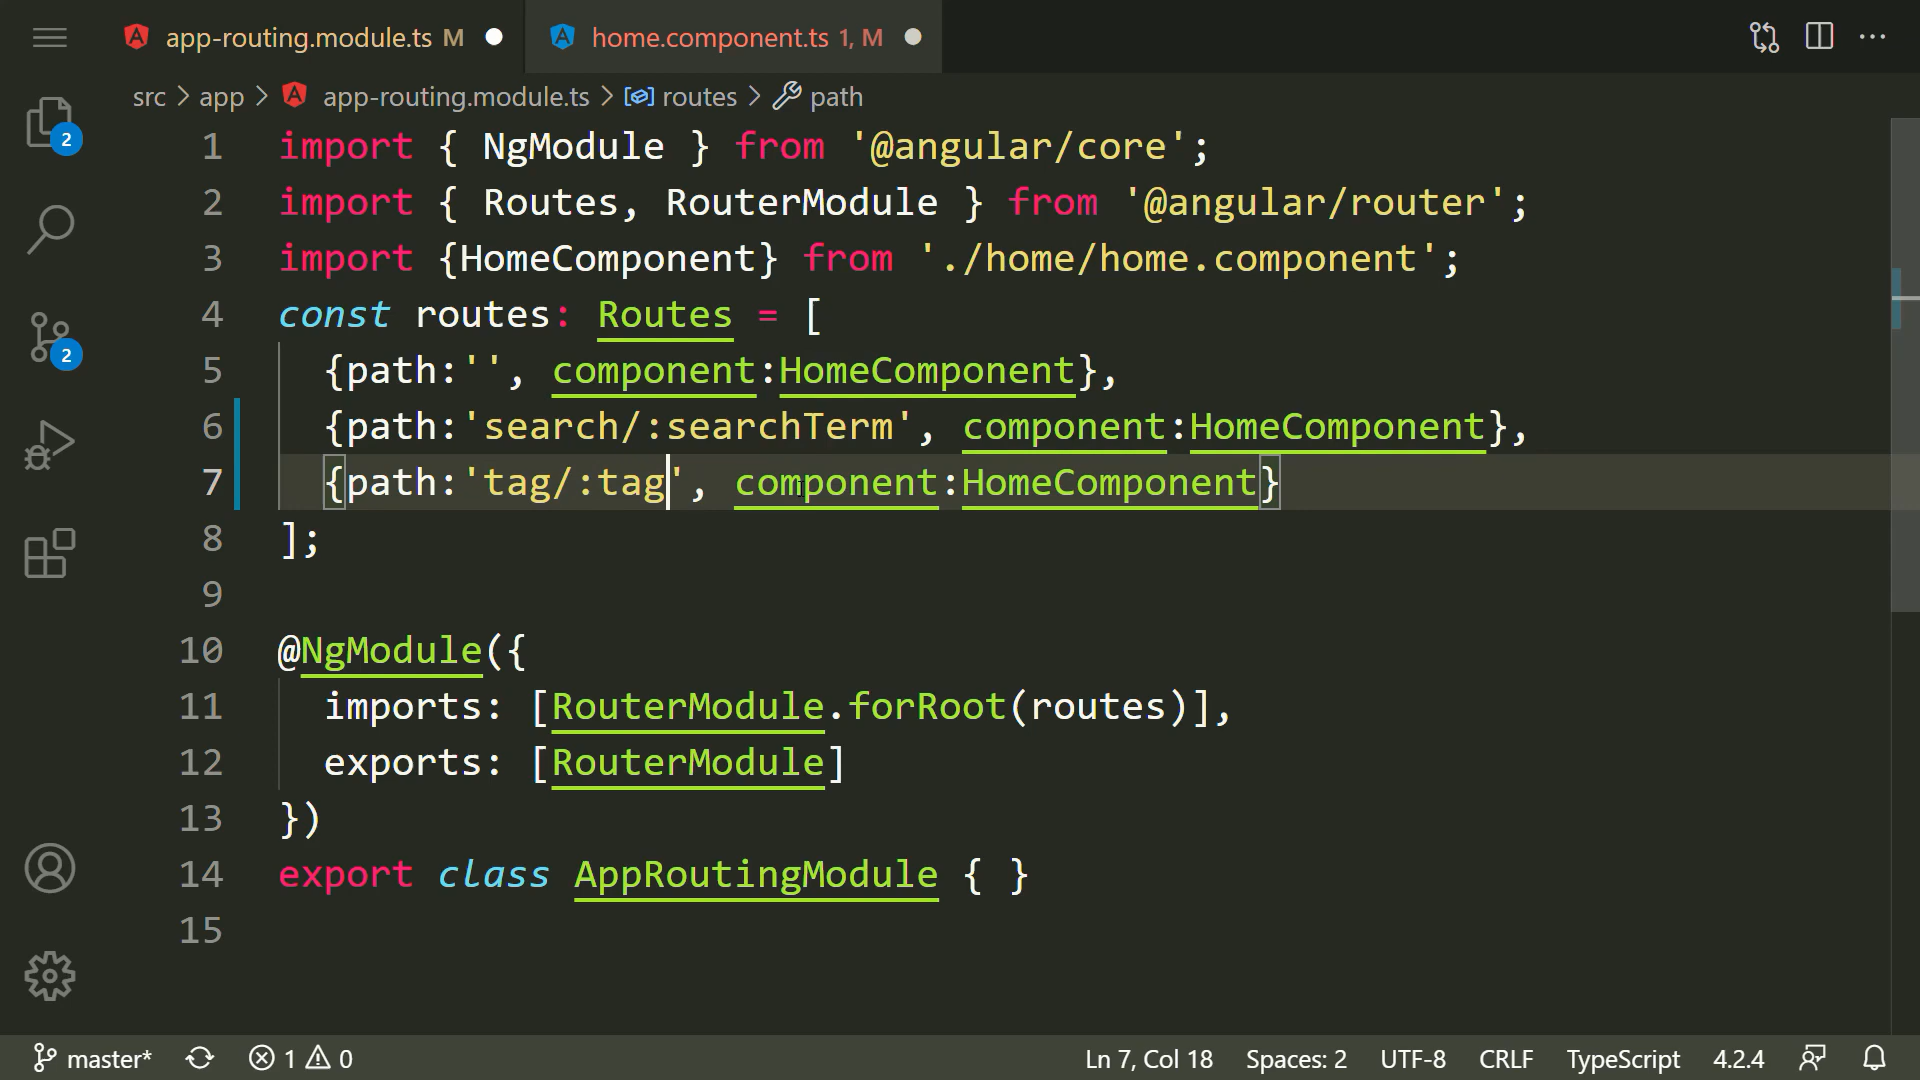 app-routing.module.ts M
home.component.ts 1, M
src > app > app-routing.module.ts > routes > path
1 import { NgModule } from '@angular/core';
2 import { Routes, RouterModule } from '@angular/router';
3 import {HomeComponent} from './home/home.component';
4 const routes: Routes = [
5 {path:'', component:HomeComponent},
6 {path:'search/:searchTerm', component:HomeComponent},
7 {path:'tag/:tag', component:HomeComponent}
8 ];
9
10 @NgModule({
11 imports: [RouterModule.forRoot(routes)],
12 exports: [RouterModule]
13 })
14 export class AppRoutingModule { }
15
2
2
master* 1 0 Ln 7, Col 18 Spaces: 2 UTF-8 CRLF TypeScript 4.2.4